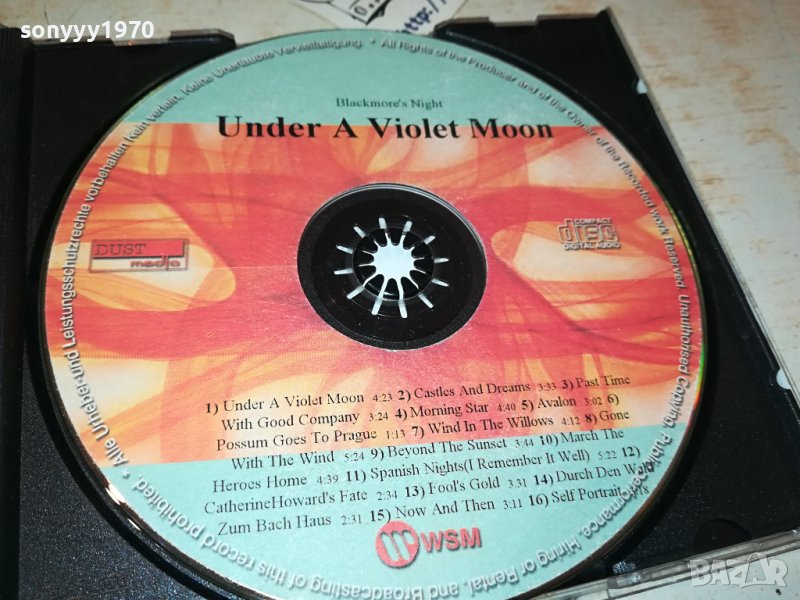 sonyyy1970
http:/
Blackmore's Night
Under A Violet Moon
DUST
media
COMPACT
disc
DIGITAL AUDIO
1) Under A Violet Moon 4:23 2) Castles And Dreams 3:33 3) Past Time
With Good Company 3:24 4) Morning Star 4:40 5) Avalon 3:02 6)
Possum Goes To Prague 1:13 7) Wind In The Willows 4:12 8) Gone
With The Wind 5:24 9) Beyond The Sunset 3:44 10) March The
Heroes Home 4:39 11) Spanish Nights(I Remember It Well) 5:22 12)
CatherineHoward's Fate 2:34 13) Fool's Gold 3:31 14) Durch Den Wald
Zum Bach Haus 2:31 15) Now And Then 3:11 16) Self Portrait
WSM
• Alle Urheber-und Leistungsschutzrechte vorbehalten Kein verleih, Keine Unerlaubte Vervielfältigung. • All Rights of the Producer and of the Owner of the Recorded work Reserved Unauthorised Copying, Public Performance, Hiring or Rental, and Broadcasting of this record prohibited
BAZAR